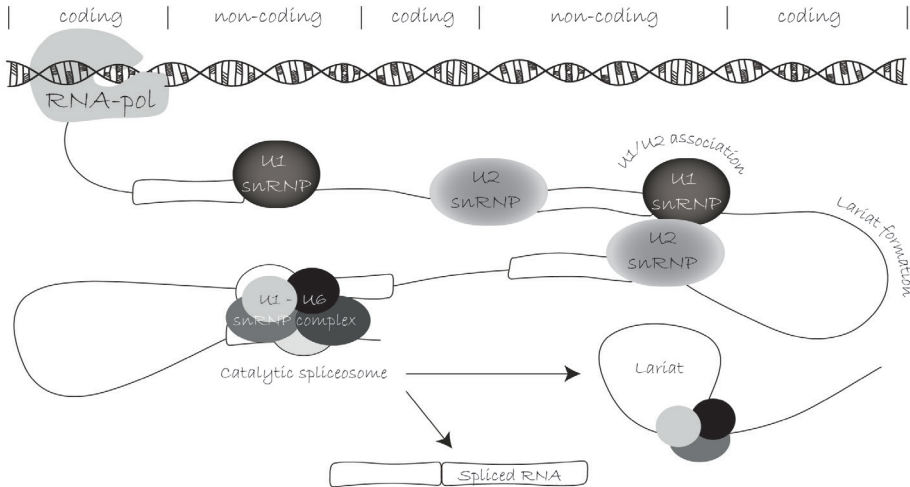 coding non-coding coding non-coding coding
RNA-pol
U1
snRNP
U2
snRNP
U1/U2 association
U1
snRNP
U2
snRNP
Lariat formation
U1 - U6
snRNP complex
Catalytic spliceosome
Lariat
Spliced RNA